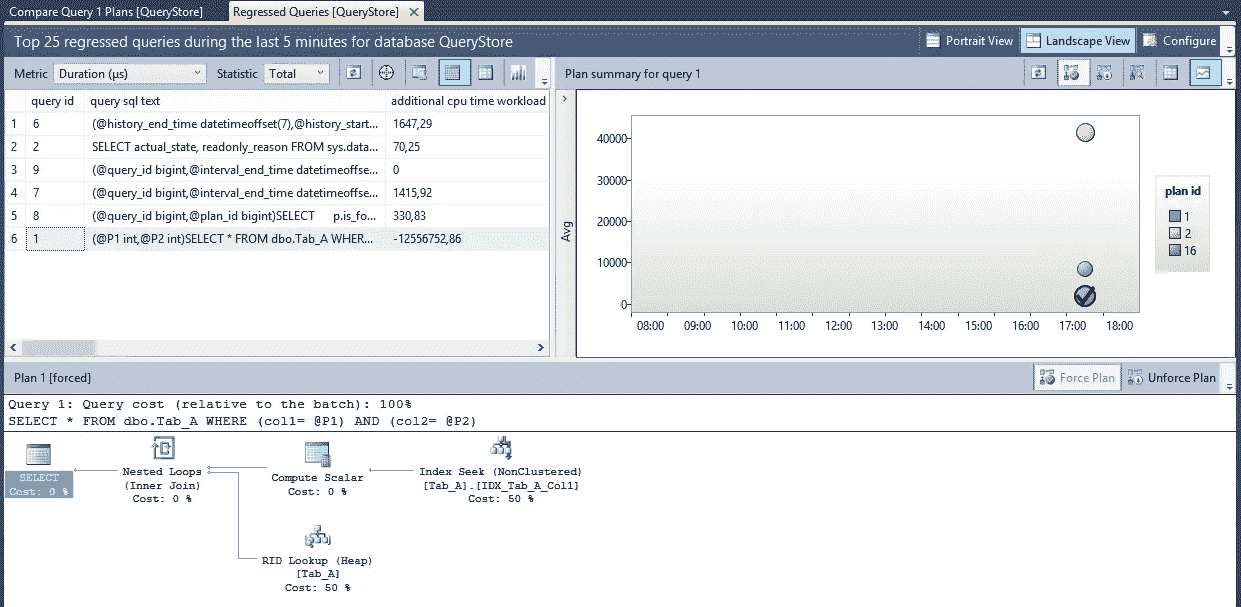 Compare Query 1 Plans [QueryStore]
Regressed Queries [QueryStore]
Top 25 regressed queries during the last 5 minutes for database QueryStore
Portrait View
Landscape View
Configure
Metric Duration (µs)
Statistic Total
Plan summary for query 1
query id query sql text additional cpu time workload
1 6 (@history_end_time datetimeoffset(7),@history_start... 1647,29
2 2 SELECT actual_state, readonly_reason FROM sys.data... 70,25
3 9 (@query_id bigint,@interval_end_time datetimeoffse... 0
4 7 (@query_id bigint,@interval_end_time datetimeoffse... 1415,92
5 8 (@query_id bigint,@plan_id bigint)SELECT p.is_fo... 330,83
6 1 (@P1 int,@P2 int)SELECT * FROM dbo.Tab_A WHER... -12556752,86
Avg
40000
30000
20000
10000
0
08:00 09:00 10:00 11:00 12:00 13:00 14:00 15:00 16:00 17:00 18:00
plan id
1
2
16
Plan 1 [forced]
Force Plan
Unforce Plan
Query 1: Query cost (relative to the batch): 100%
SELECT * FROM dbo.Tab_A WHERE (col1= @P1) AND (col2= @P2)
SELECT
Cost: 0 %
Nested Loops
(Inner Join)
Cost: 0 %
Compute Scalar
Cost: 0 %
Index Seek (NonClustered)
[Tab_A].[IDX_Tab_A_Col1]
Cost: 50 %
RID Lookup (Heap)
[Tab_A]
Cost: 50 %